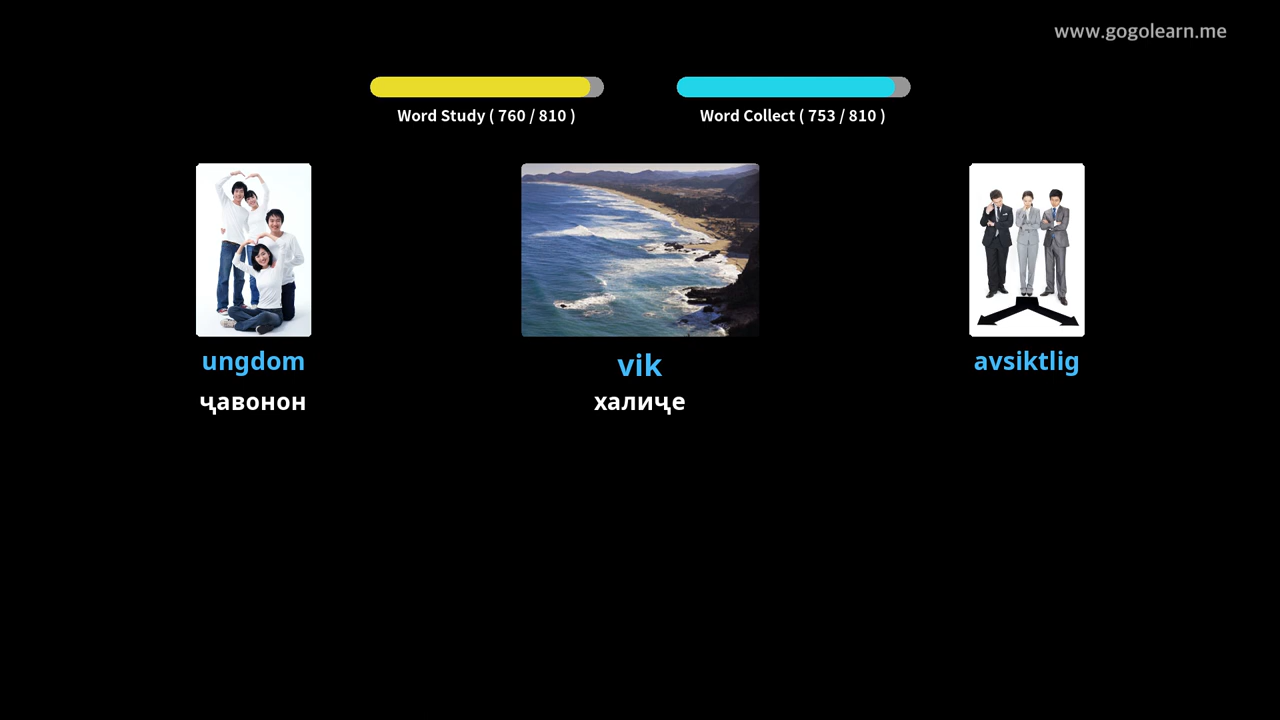 www.gogolearn.me
Word Study ( 760 / 810 )
Word Collect ( 753 / 810 )
ungdom
vik
avsiktlig
ҷавонон
халиҷе